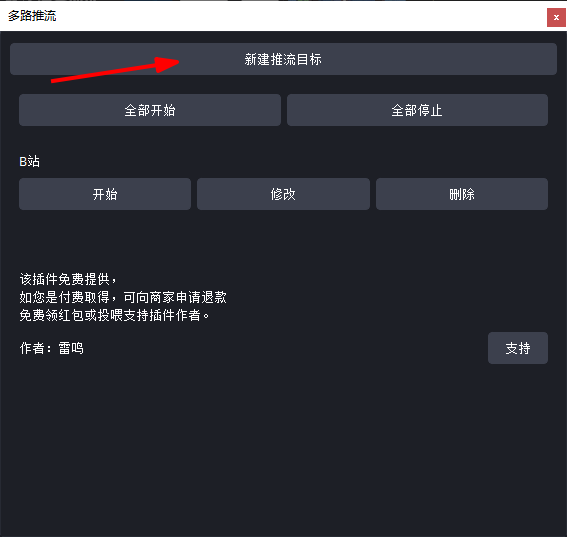 多路推流
x
新建推流目标
全部开始
全部停止
B站
开始
修改
删除
该插件免费提供，
如您是付费取得，可向商家申请退款
免费领红包或投喂支持插件作者。
作者：雷鸣
支持